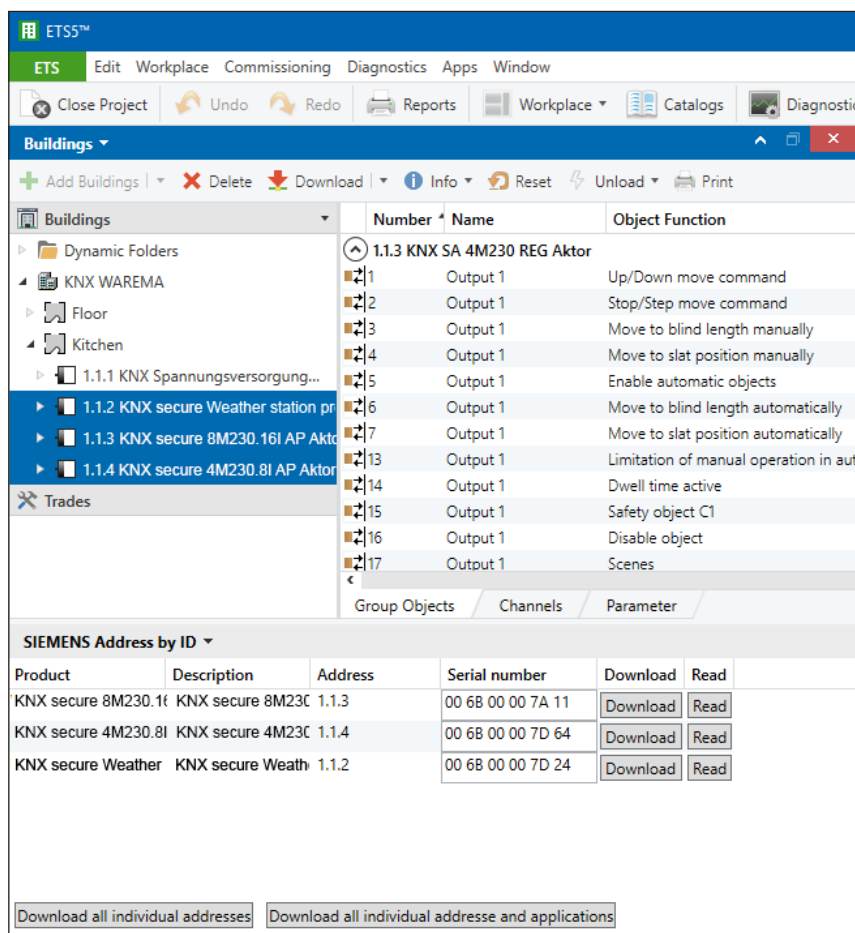 ETS5™
ETS Edit Workplace Commissioning Diagnostics Apps Window
Close Project Undo Redo Reports Workplace Catalogs Diagnostic
Buildings
Add Buildings Delete Download Info Reset Unload Print
Buildings
Dynamic Folders
KNX WAREMA
Floor
Kitchen
1.1.1 KNX Spannungsversorgung...
1.1.2 KNX secure Weather station pr
1.1.3 KNX secure 8M230.16I AP Akto
1.1.4 KNX secure 4M230.8I AP Aktor
Trades
Number Name Object Function
1.1.3 KNX SA 4M230 REG Aktor
1 Output 1 Up/Down move command
2 Output 1 Stop/Step move command
3 Output 1 Move to blind length manually
4 Output 1 Move to slat position manually
5 Output 1 Enable automatic objects
6 Output 1 Move to blind length automatically
7 Output 1 Move to slat position automatically
13 Output 1 Limitation of manual operation in aut
14 Output 1 Dwell time active
15 Output 1 Safety object C1
16 Output 1 Disable object
17 Output 1 Scenes
Group Objects Channels Parameter
SIEMENS Address by ID
Product Description Address Serial number Download Read
KNX secure 8M230.16 KNX secure 8M230 1.1.3 00 6B 00 00 7A 11 Download Read
KNX secure 4M230.8I KNX secure 4M230 1.1.4 00 6B 00 00 7D 64 Download Read
KNX secure Weather KNX secure Weath 1.1.2 00 6B 00 00 7D 24 Download Read
Download all individual addresses Download all individual addresse and applications